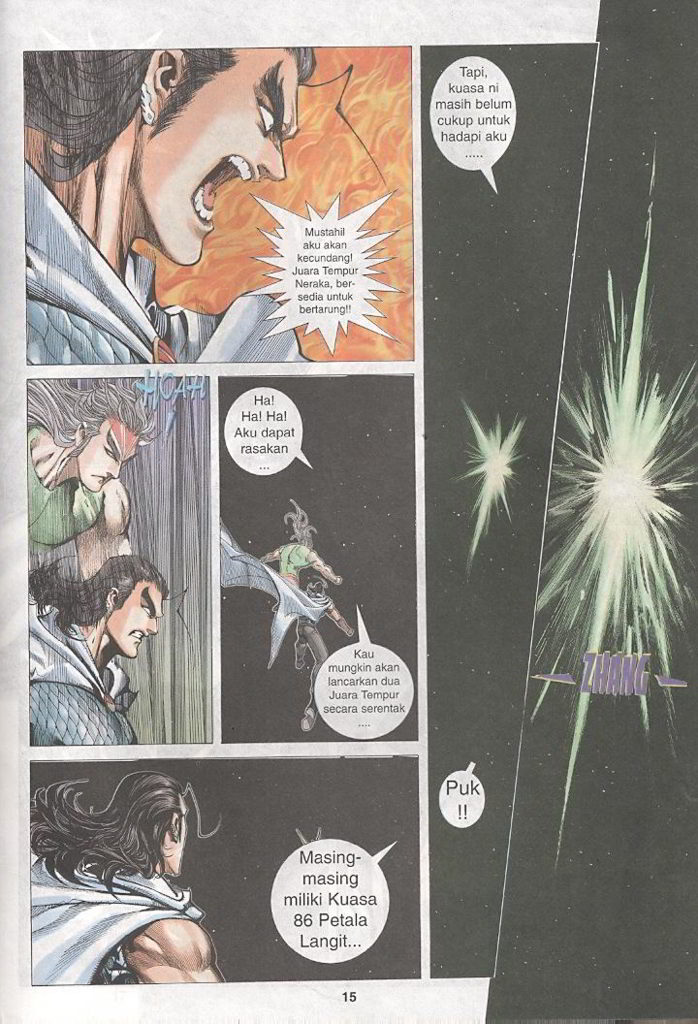 Mustahil
aku akan
kecundang!
Juara Tempur
Neraka, ber-
sedia untuk
bertarung!!
HOAH
Ha!
Ha! Ha!
Aku dapat
rasakan
...
Kau
mungkin akan
lancarkan dua
Juara Tempur
secara serentak
....
Masing-
masing
miliki Kuasa
86 Petala
Langit...
Tapi,
kuasa ni
masih belum
cukup untuk
hadapi aku
.....
Puk
!!
ZHANG
15